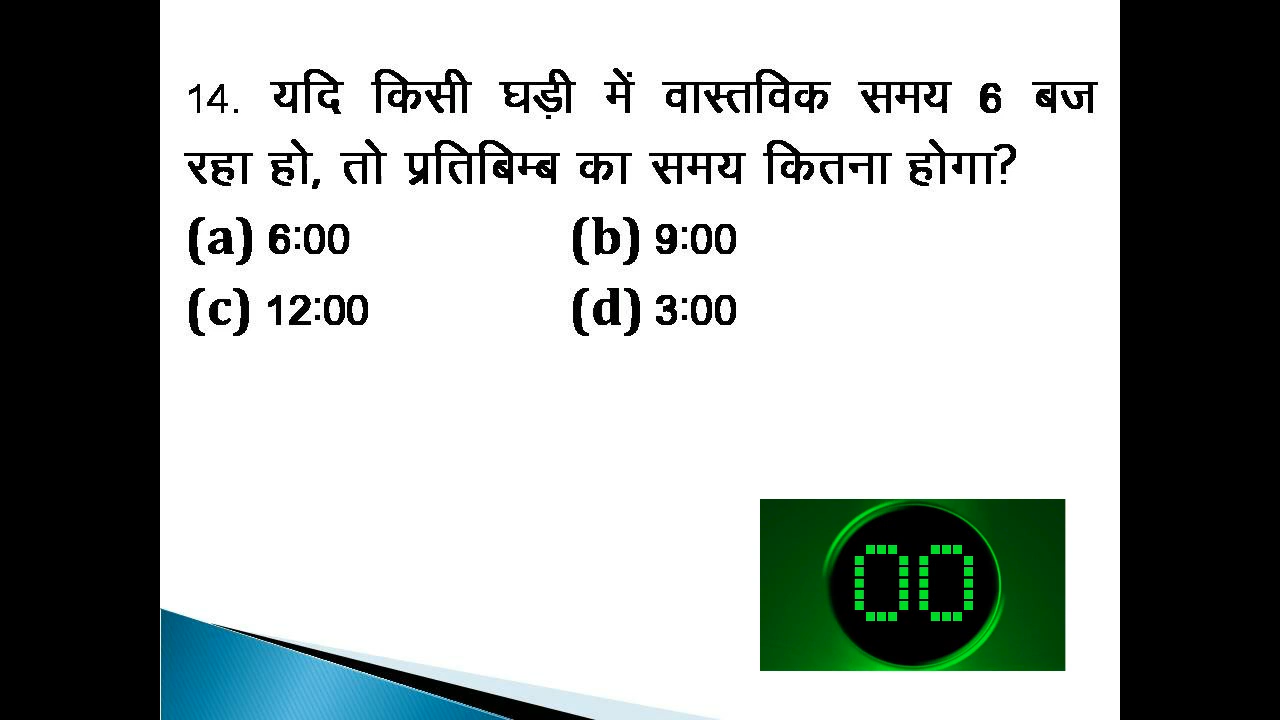 14. यदि किसी घड़ी में वास्तविक समय 6 बज
रहा हो, तो प्रतिबिम्ब का समय कितना होगा?
(a) 6:00 (b) 9:00
(c) 12:00 (d) 3:00
00